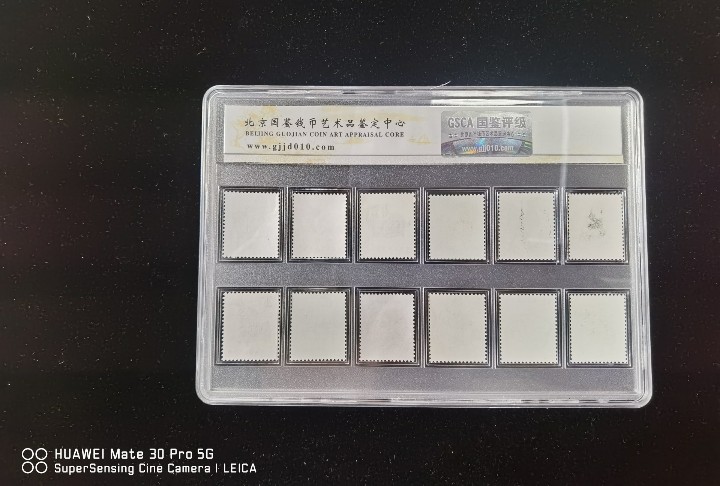 北京国鉴钱币艺术品鉴定中心
BEIJING GUOJIAN COIN ART APPRAISAL CORE
www.gjjd010.com
GSCA 国鉴评级
HUAWEI Mate 30 Pro 5G
SuperSensing Cine Camera | LEICA